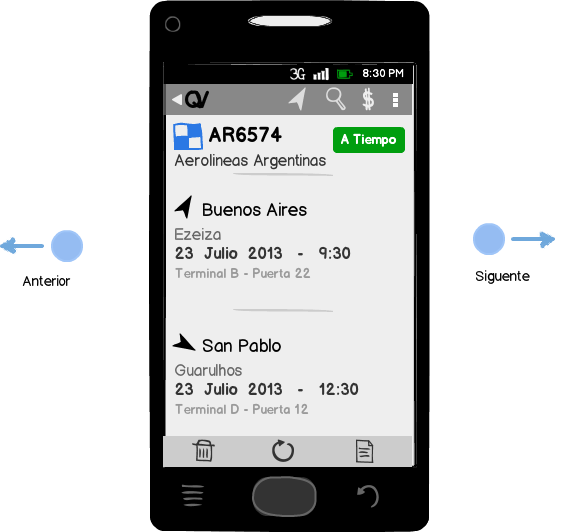 3G 8:30 PM
QV $
AR6574
A Tiempo
Aerolineas Argentinas
Buenos Aires
Ezeiza
23 Julio 2013 - 9:30
Terminal B - Puerta 22
Anterior
Siguente
San Pablo
Guarulhos
23 Julio 2013 - 12:30
Terminal D - Puerta 12